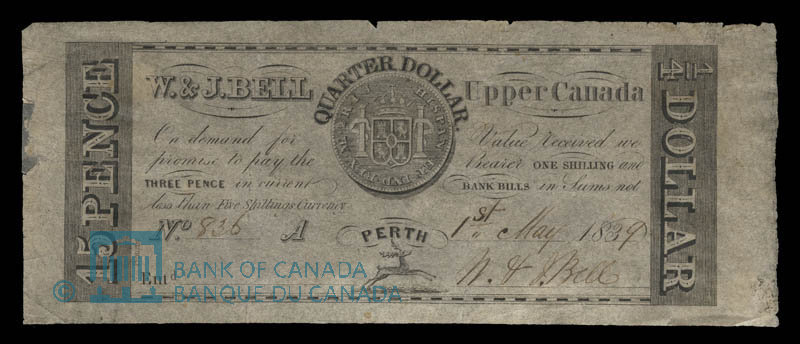 15 PENCE
W. & J. BELL
QUARTER DOLLAR.
Upper Canada
1/4 DOLLAR
On demand for Value received we
promise to pay the Bearer ONE SHILLING and
THREE PENCE in current BANK BILLS in Sums not
less than Five Shillings Currency
No 836 A
PERTH
1st May 1839
Entd
W. & J. Bell
© BANK OF CANADA
BANQUE DU CANADA